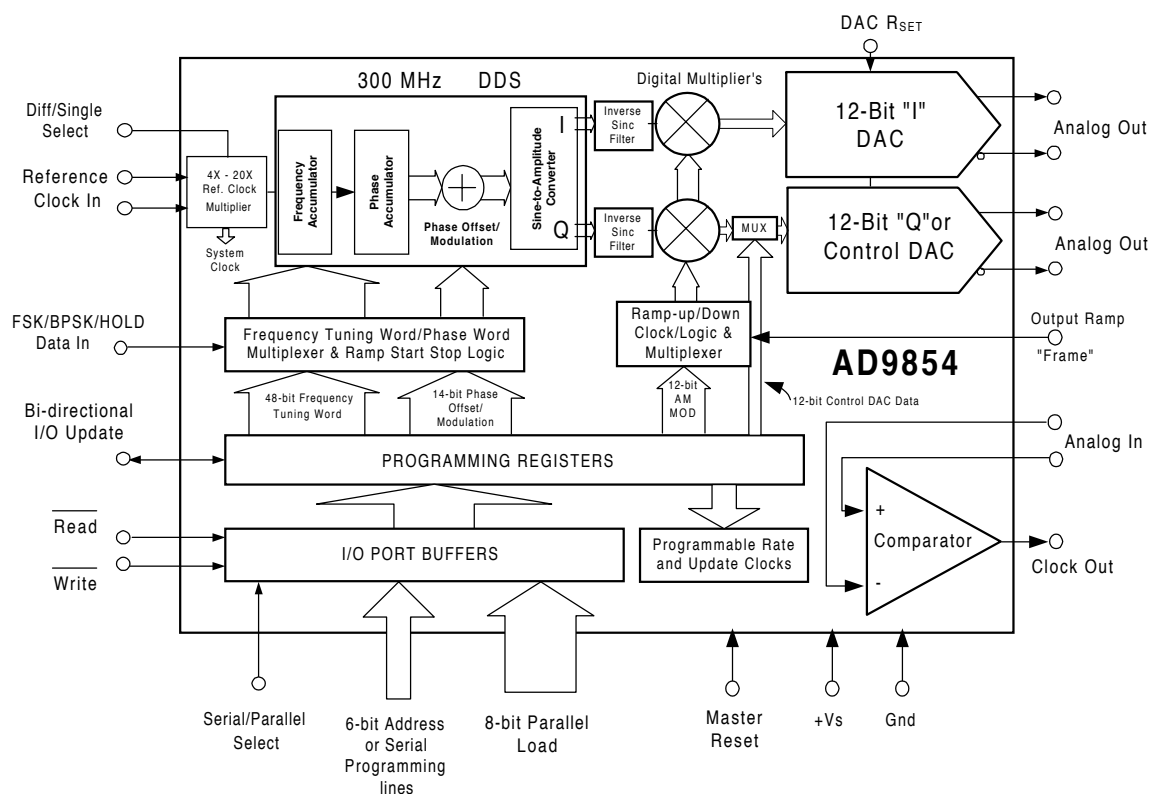 DAC RSET
300 MHz DDS
Digital Multiplier's
Diff/Single
Select
Reference
Clock In
4X - 20X
Ref. Clock
Multiplier
System
Clock
Frequency
Accumulator
Phase
Accumulator
Phase Offset/
Modulation
Sine-to-Amplitude
Converter
I
Q
Inverse
Sinc
Filter
Inverse
Sinc
Filter
MUX
12-Bit "I"
DAC
12-Bit "Q"or
Control DAC
Analog Out
Analog Out
FSK/BPSK/HOLD
Data In
Frequency Tuning Word/Phase Word
Multiplexer & Ramp Start Stop Logic
Ramp-up/Down
Clock/Logic &
Multiplexer
Output Ramp
"Frame"
AD9854
48-bit Frequency
Tuning Word
14-bit Phase
Offset/
Modulation
12-bit
AM
MOD
12-bit Control DAC Data
Bi-directional
I/O Update
PROGRAMMING REGISTERS
Analog In
Read
Write
I/O PORT BUFFERS
Programmable Rate
and Update Clocks
+
Comparator
-
Clock Out
Serial/Parallel
Select
6-bit Address
or Serial
Programming
lines
8-bit Parallel
Load
Master
Reset
+Vs
Gnd